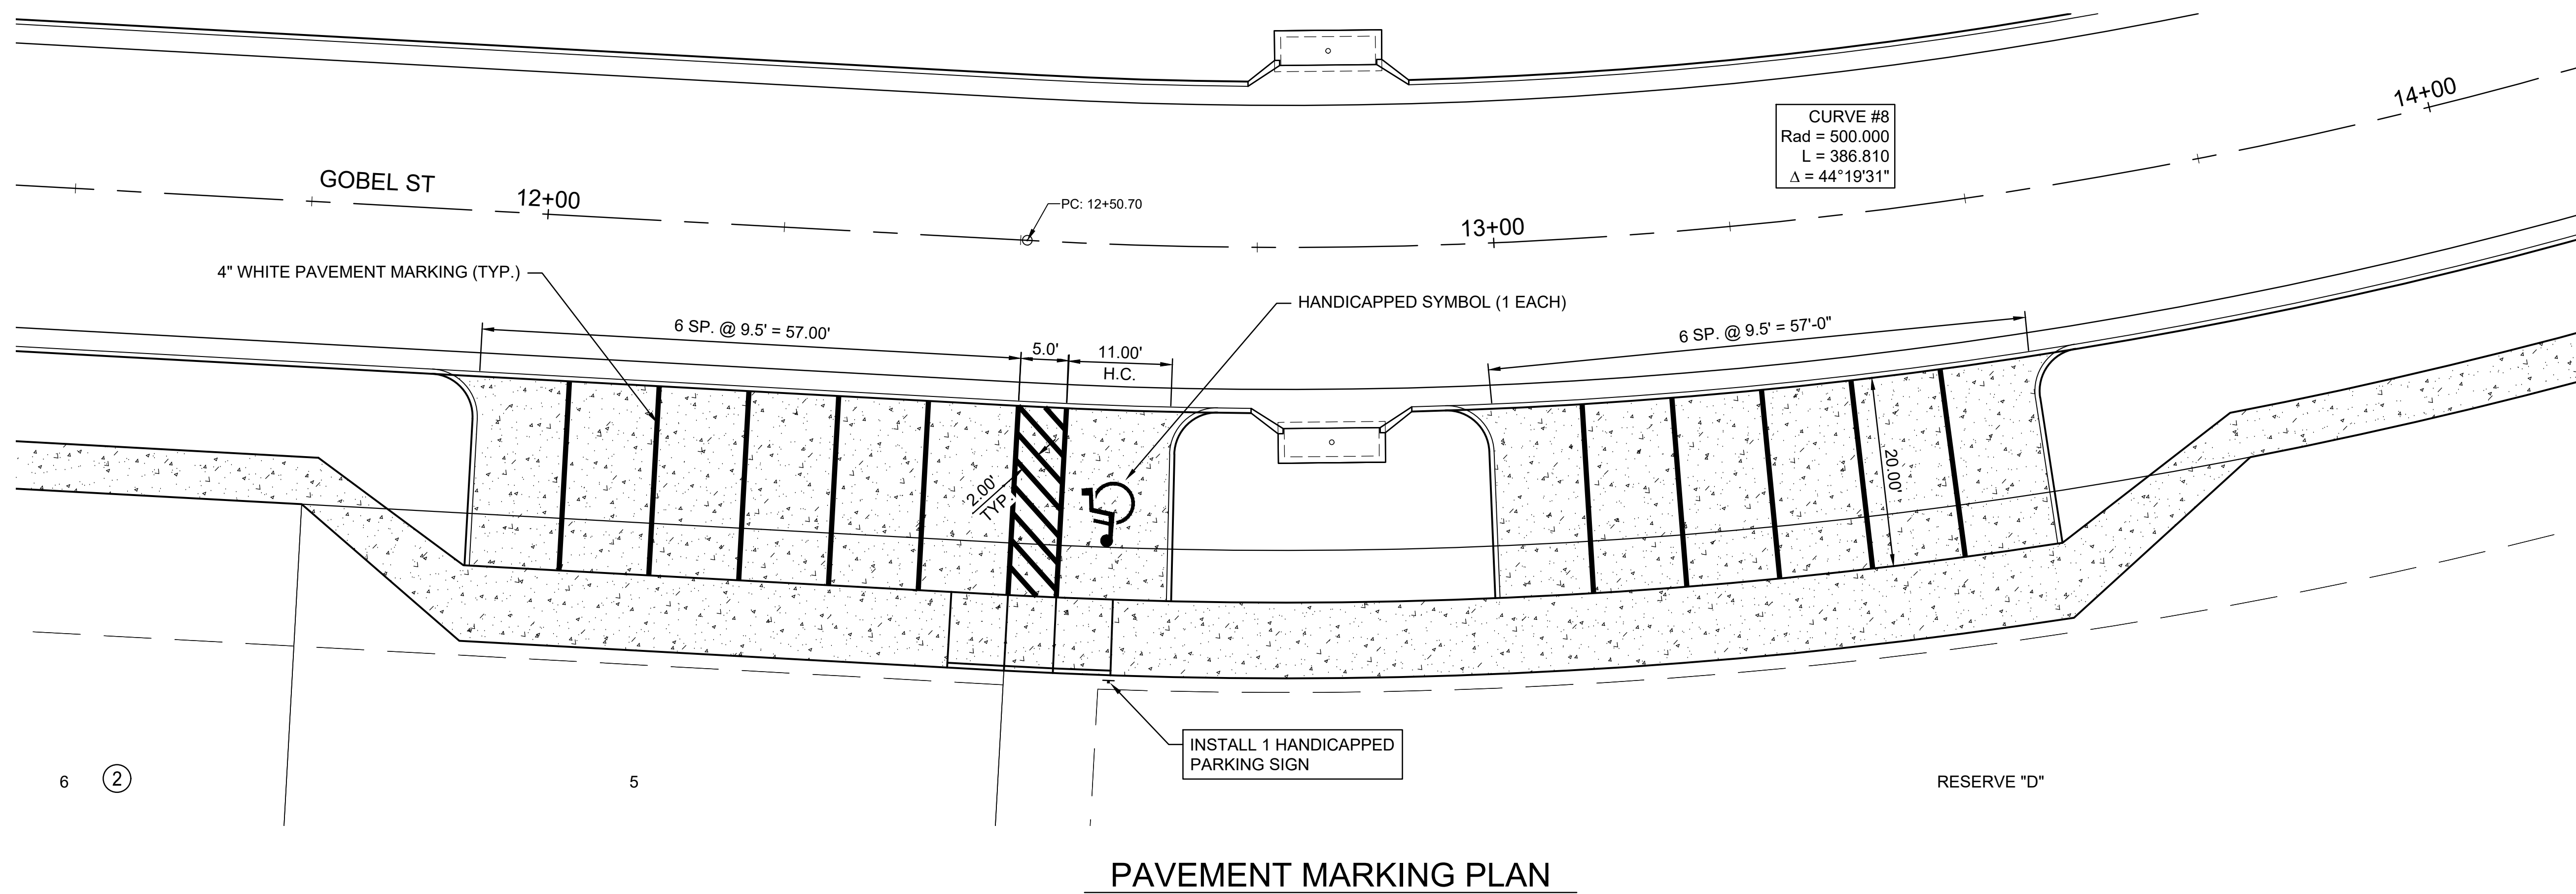 14+00
CURVE #8
Rad = 500.000
L = 386.810
Δ = 44°19'31"
GOBEL ST
12+00
PC: 12+50.70
13+00
4" WHITE PAVEMENT MARKING (TYP.)
HANDICAPPED SYMBOL (1 EACH)
6 SP. @ 9.5' = 57.00'
5.0'
11.00'
H.C.
6 SP. @ 9.5' = 57'-0"
2.00'
TYP.
20.00'
INSTALL 1 HANDICAPPED
PARKING SIGN
6
2
5
RESERVE "D"
PAVEMENT MARKING PLAN